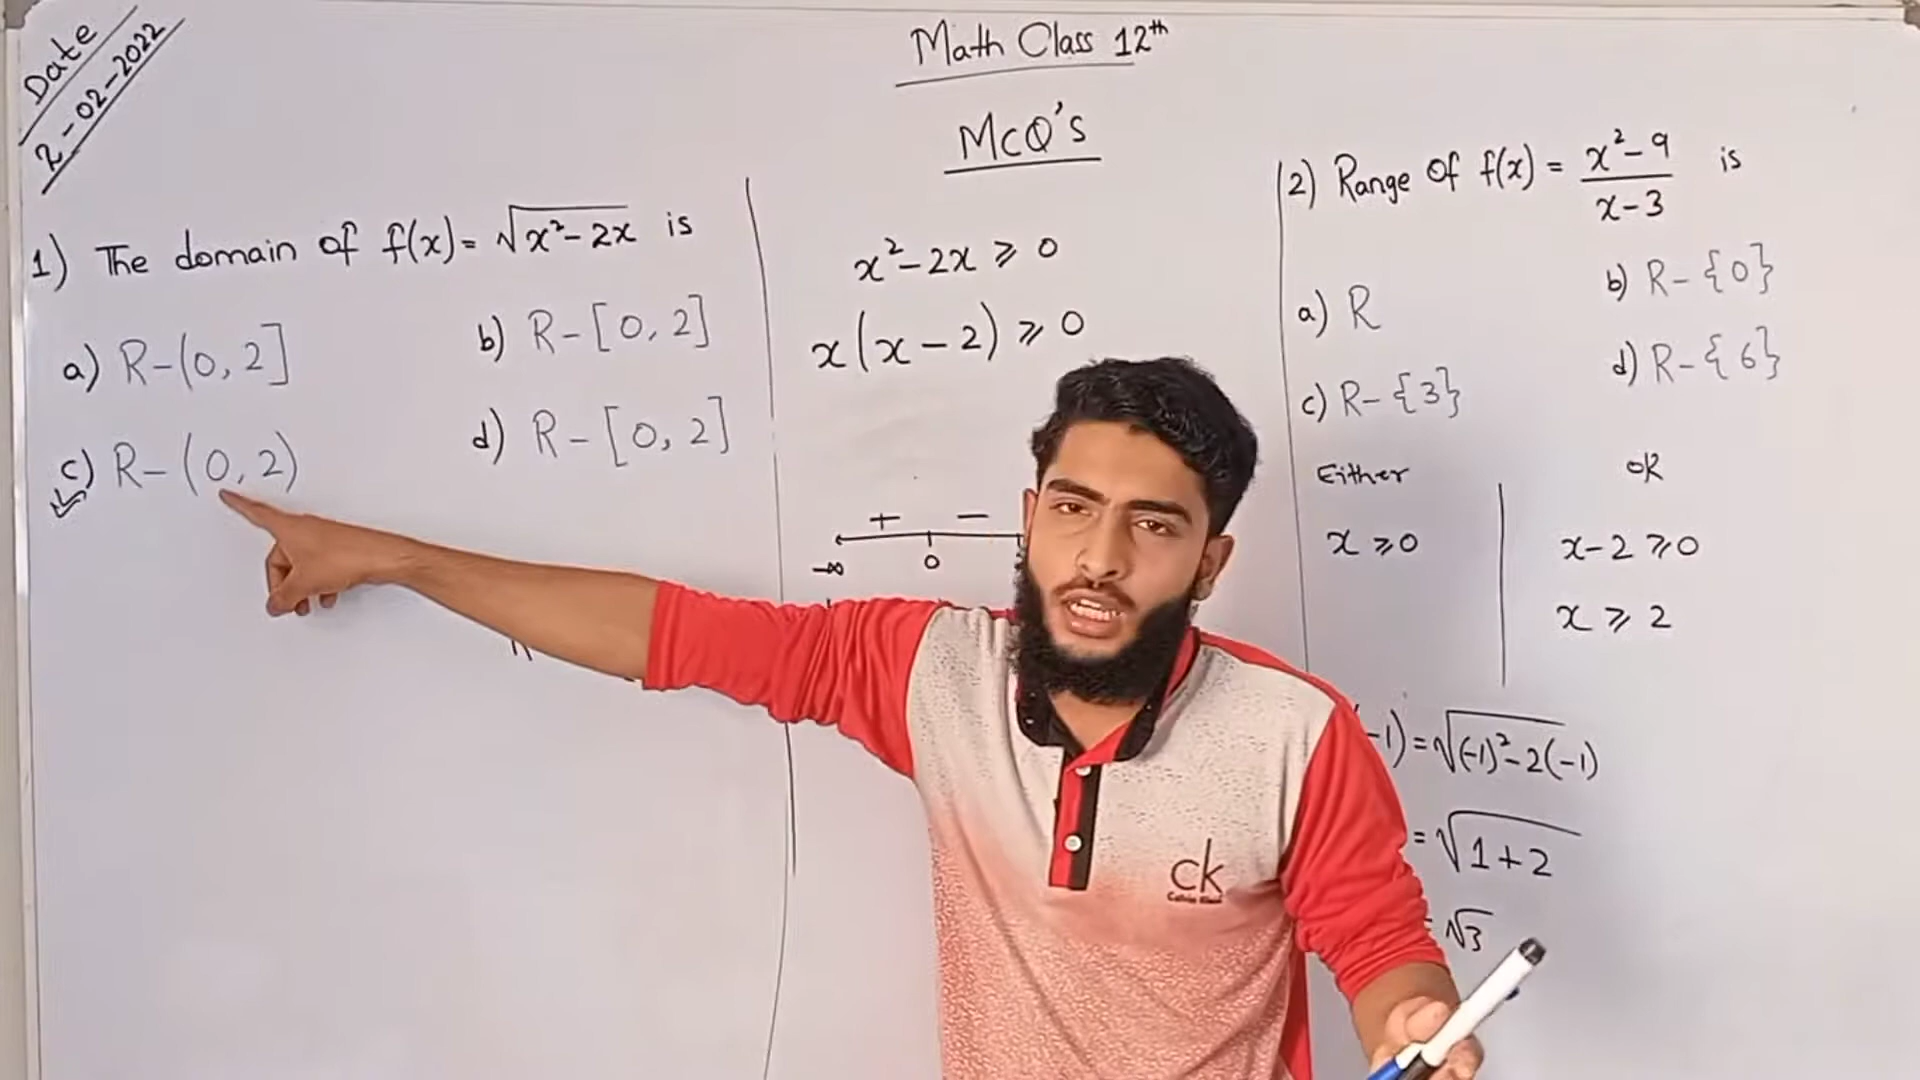 Date
2-02-2022
Math Class 12th
MCQ's
1) The domain of f(x) = √x²-2x is
a) R-(0, 2]
b) R-[0, 2]
c) R-(0, 2)
d) R-[0, 2]
x²-2x ⩾ 0
x(x-2) ⩾ 0
+ −
-∞ 0
2) Range of f(x) = x²-9 / x-3 is
a) R
b) R-{0}
c) R-{3}
d) R-{6}
Either OR
x ⩾ 0
x-2 ⩾ 0
x ⩾ 2
-1) = √(-1)²-2(-1)
= √1+2
= √3
ck
Calvin Klein